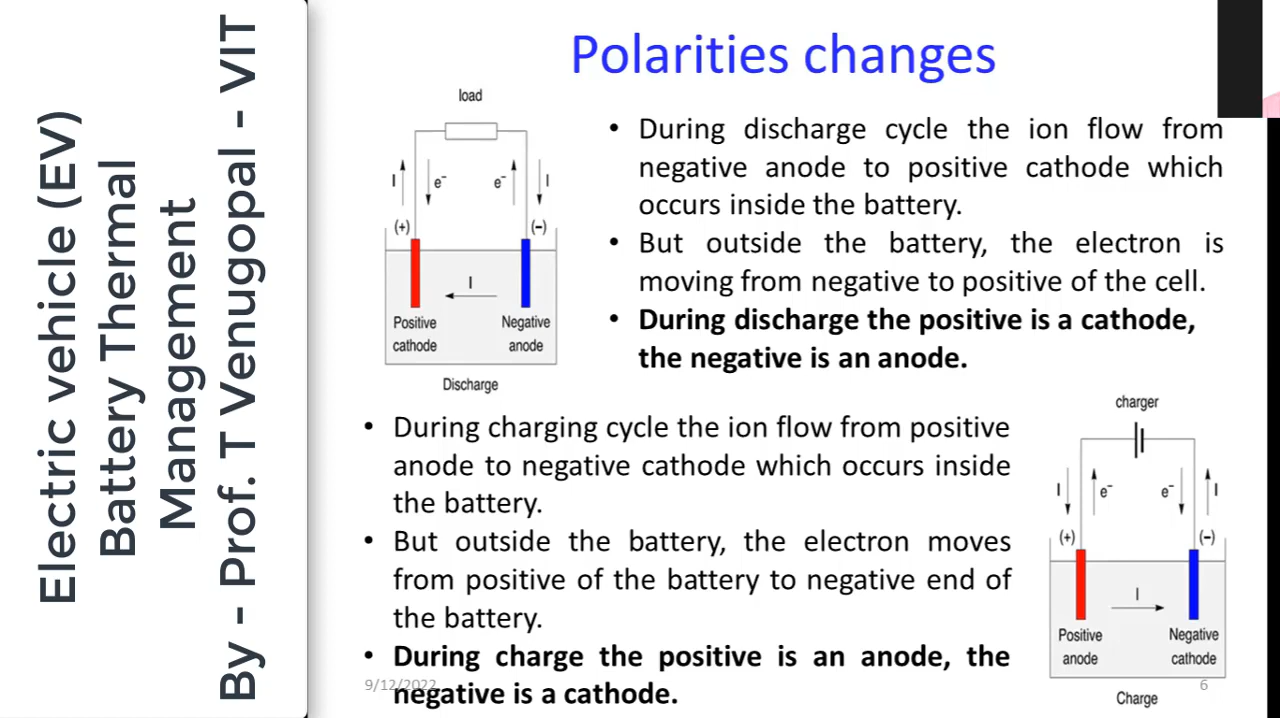 Electric vehicle (EV)
Battery Thermal
Management
By - Prof. T Venugopal - VIT
Polarities changes
load
I
e⁻
e⁻
I
(+)
(−)
I
Positive
cathode
Negative
anode
Discharge
• During discharge cycle the ion flow from
negative anode to positive cathode which
occurs inside the battery.
• But outside the battery, the electron is
moving from negative to positive of the cell.
• During discharge the positive is a cathode,
the negative is an anode.
• During charging cycle the ion flow from positive
anode to negative cathode which occurs inside
the battery.
• But outside the battery, the electron moves
from positive of the battery to negative end of
the battery.
• During charge the positive is an anode, the
negative is a cathode.
charger
I
e⁻
e⁻
I
(+)
(−)
I
Positive
anode
Negative
cathode
Charge
9/12/2022
6